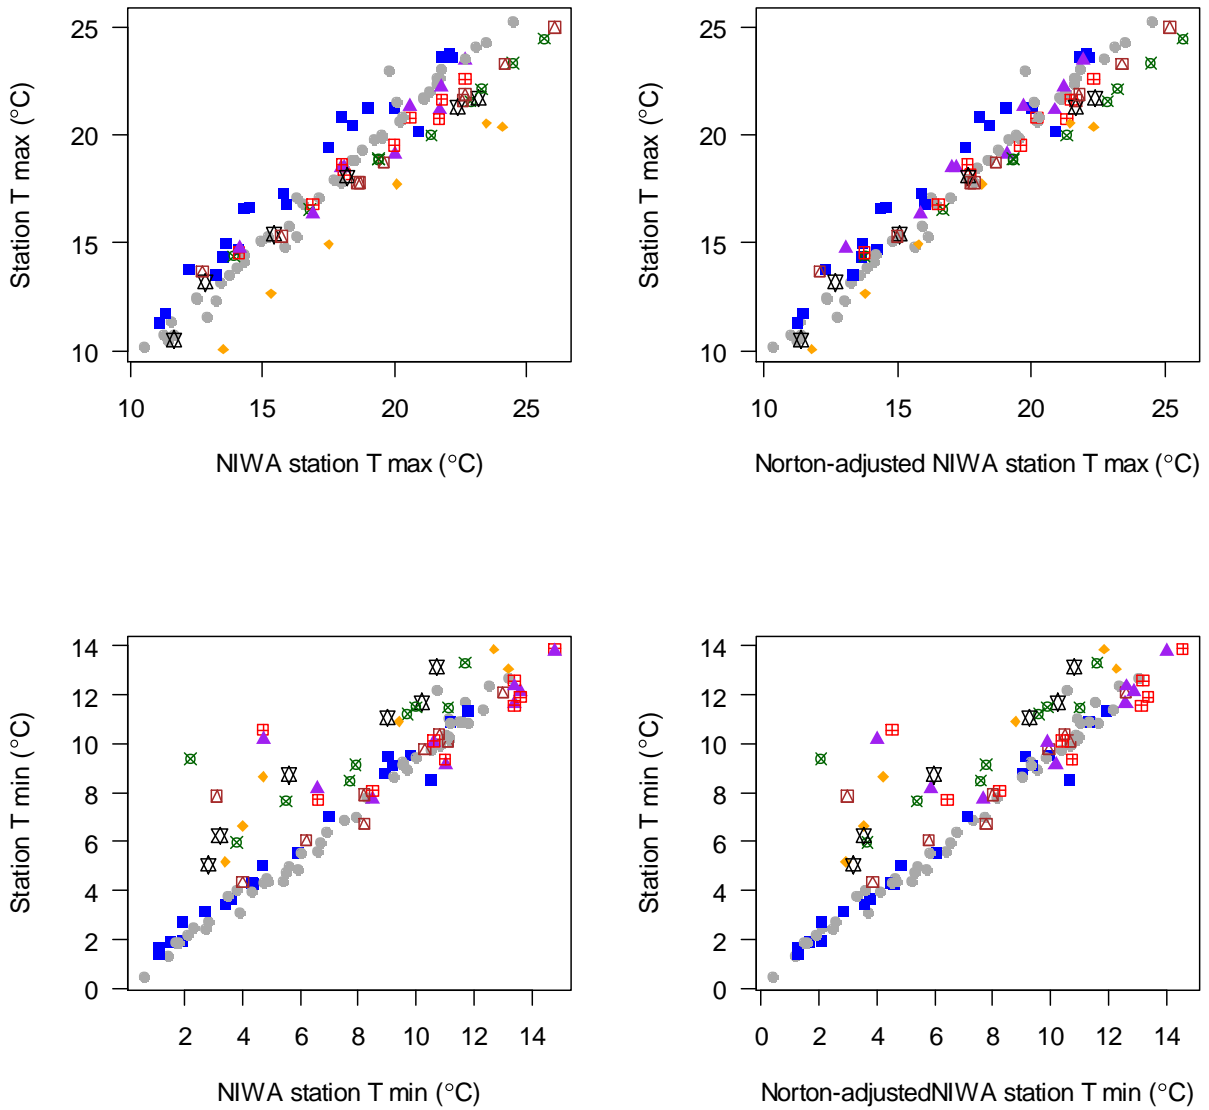 25
20
15
10
Station T max (°C)
10 15 20 25
NIWA station T max (°C)
25
20
15
10
Station T max (°C)
10 15 20 25
Norton-adjusted NIWA station T max (°C)
14
12
10
8
6
4
2
0
Station T min (°C)
2 4 6 8 10 12 14
NIWA station T min (°C)
14
12
10
8
6
4
2
0
Station T min (°C)
0 2 4 6 8 10 12 14
Norton-adjustedNIWA station T min (°C)